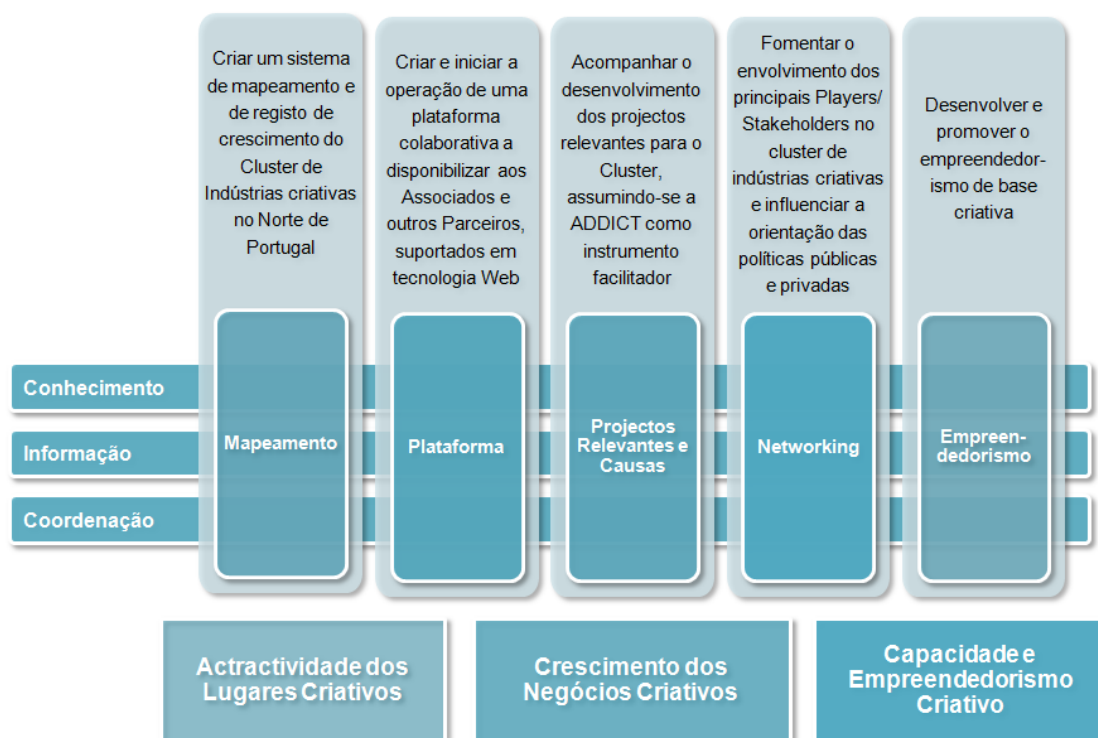 Criar um sistema
de mapeamento e
de registo de
crescimento do
Cluster de
Indústrias criativas
no Norte de
Portugal
Criar e iniciar a
operação de uma
plataforma
colaborativa a
disponibilizar aos
Associados e
outros Parceiros,
suportados em
tecnologia Web
Acompanhar o
desenvolvimento
dos projectos
relevantes para o
Cluster,
assumindo-se a
ADDICT como
instrumento
facilitador
Fomentar o
envolvimento dos
principais Players/
Stakeholders no
cluster de
indústrias criativas
e influenciar a
orientação das
políticas públicas
e privadas
Desenvolver e
promover o
empreendedor-
ismo de base
criativa
Conhecimento
Informação
Coordenação
Mapeamento
Plataforma
Projectos
Relevantes e
Causas
Networking
Empreen-
dedorismo
Actractividade dos
Lugares Criativos
Crescimento dos
Negócios Criativos
Capacidade e
Empreendedorismo
Criativo